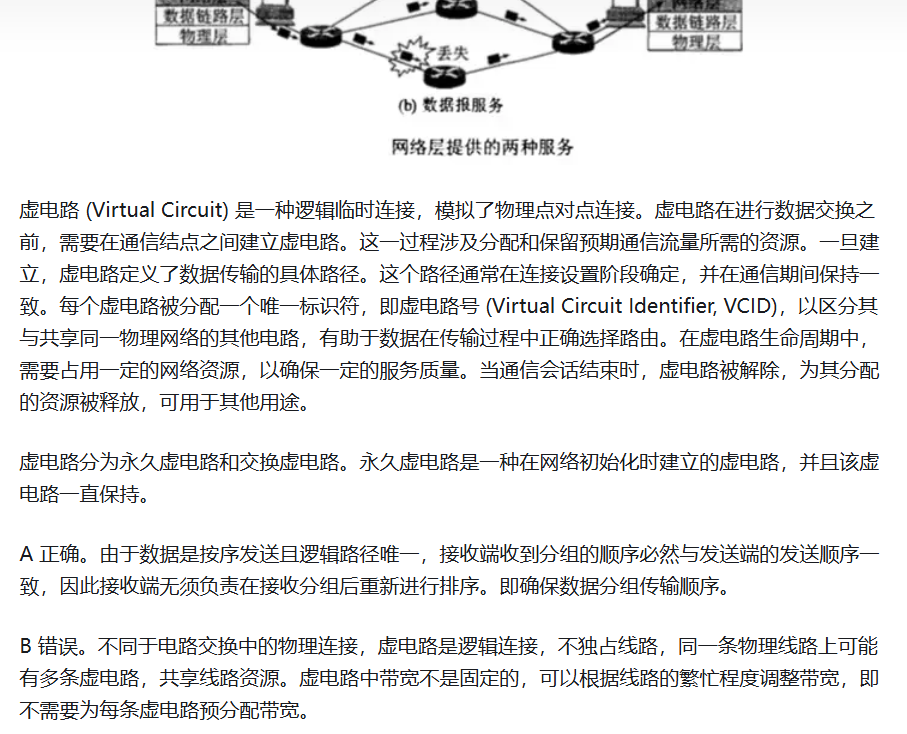 数据链路层
物理层
网络层
数据链路层
物理层
丢失
(b) 数据报服务
网络层提供的两种服务
虚电路 (Virtual Circuit) 是一种逻辑临时连接，模拟了物理点对点连接。虚电路在进行数据交换之
前，需要在通信结点之间建立虚电路。这一过程涉及分配和保留预期通信流量所需的资源。一旦建
立，虚电路定义了数据传输的具体路径。这个路径通常在连接设置阶段确定，并在通信期间保持一
致。每个虚电路被分配一个唯一标识符，即虚电路号 (Virtual Circuit Identifier, VCID)，以区分其
与共享同一物理网络的其他电路，有助于数据在传输过程中正确选择路由。在虚电路生命周期中，
需要占用一定的网络资源，以确保一定的服务质量。当通信会话结束时，虚电路被解除，为其分配
的资源被释放，可用于其他用途。
虚电路分为永久虚电路和交换虚电路。永久虚电路是一种在网络初始化时建立的虚电路，并且该虚
电路一直保持。
A 正确。由于数据是按序发送且逻辑路径唯一，接收端收到分组的顺序必然与发送端的发送顺序一
致，因此接收端无须负责在接收分组后重新进行排序。即确保数据分组传输顺序。
B 错误。不同于电路交换中的物理连接，虚电路是逻辑连接，不独占线路，同一条物理线路上可能
有多条虚电路，共享线路资源。虚电路中带宽不是固定的，可以根据线路的繁忙程度调整带宽，即
不需要为每条虚电路预分配带宽。